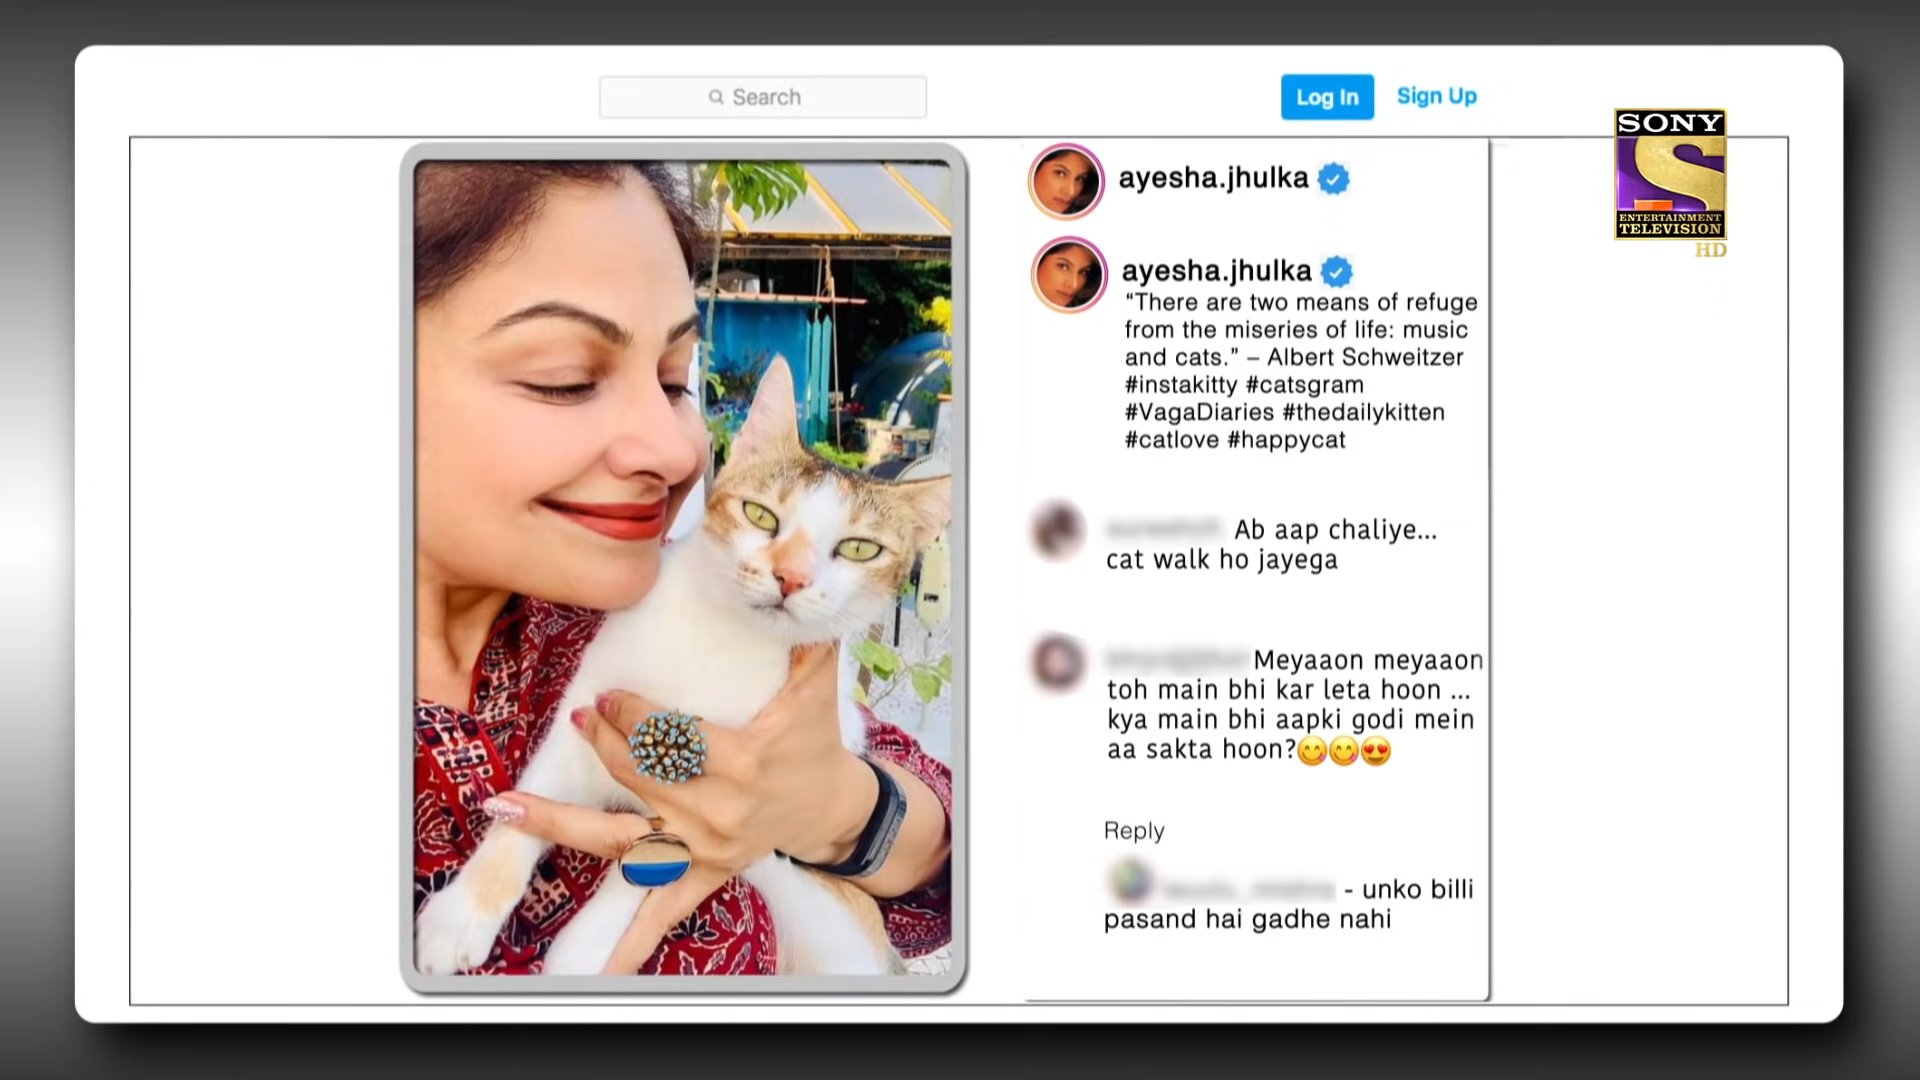 Search
Log In
Sign Up
SONY
ENTERTAINMENT
TELEVISION
HD
ayesha.jhulka
ayesha.jhulka
“There are two means of refuge
from the miseries of life: music
and cats.” – Albert Schweitzer
#instakitty #catsgram
#VagaDiaries #thedailykitten
#catlove #happycat
Ab aap chaliye...
cat walk ho jayega
Meyaaon meyaaon
toh main bhi kar leta hoon ...
kya main bhi aapki godi mein
aa sakta hoon?😋😋😍
Reply
- unko billi
pasand hai gadhe nahi